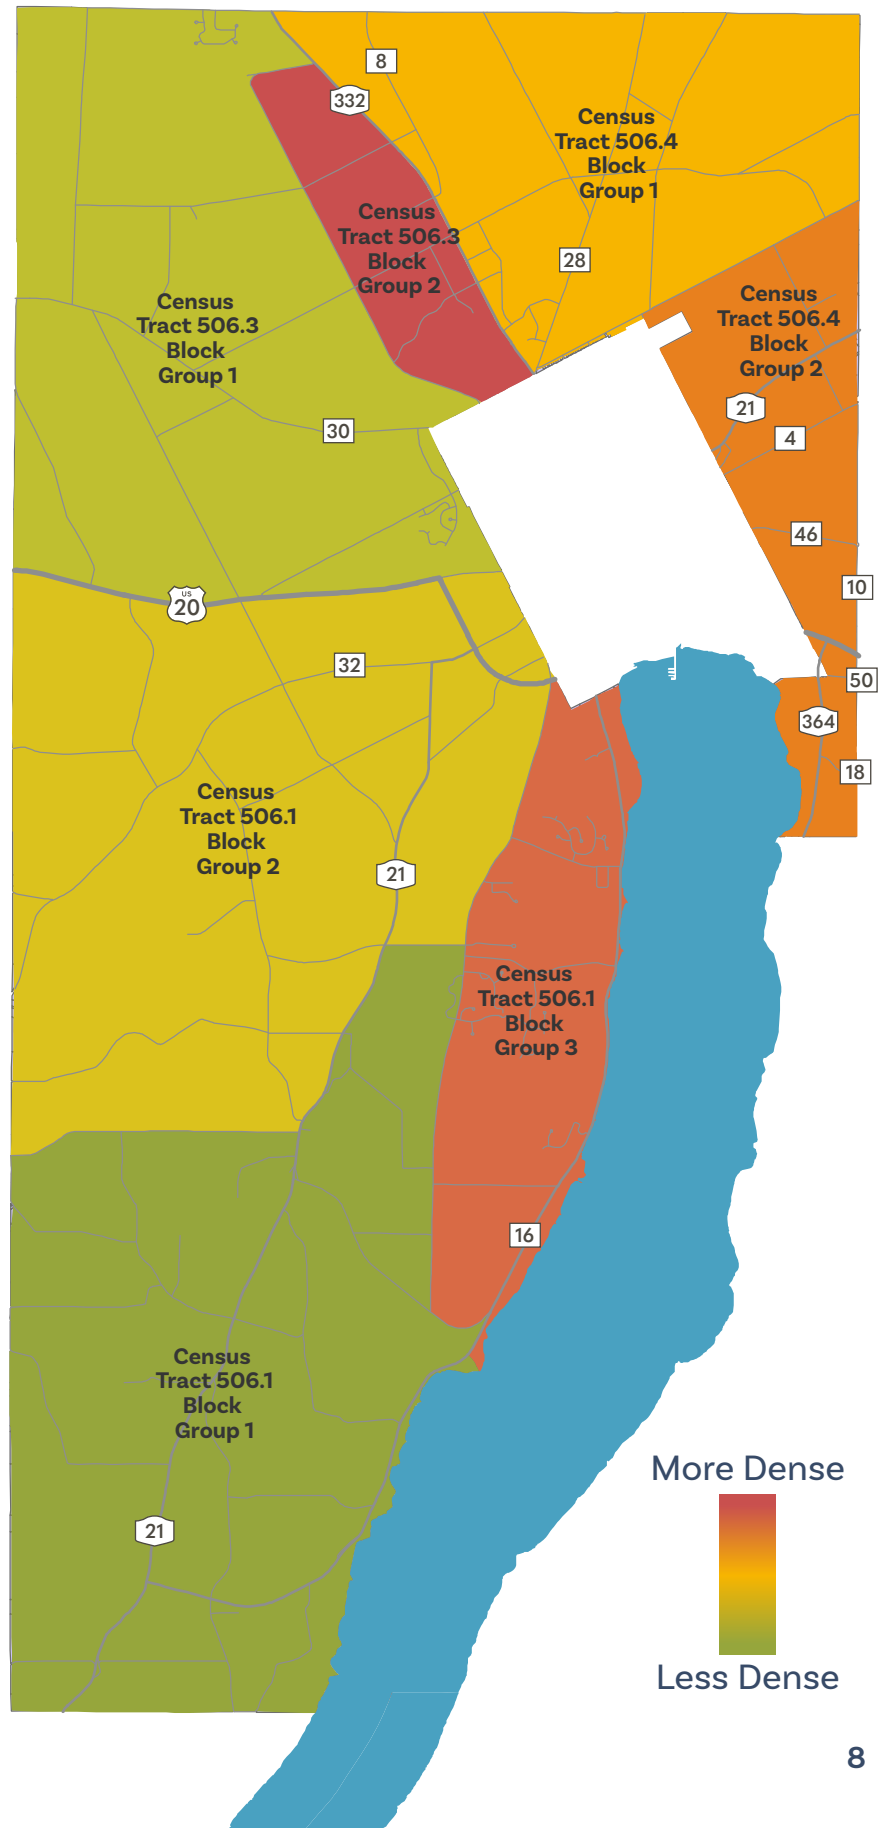 8
332
Census
Tract 506.4
Block
Group 1
Census
Tract 506.3
Block
Group 2
28
Census
Tract 506.3
Block
Group 1
Census
Tract 506.4
Block
Group 2
21
30
4
46
10
US
20
32
50
364
18
Census
Tract 506.1
Block
Group 2
21
Census
Tract 506.1
Block
Group 3
16
Census
Tract 506.1
Block
Group 1
21
More Dense
Less Dense
8